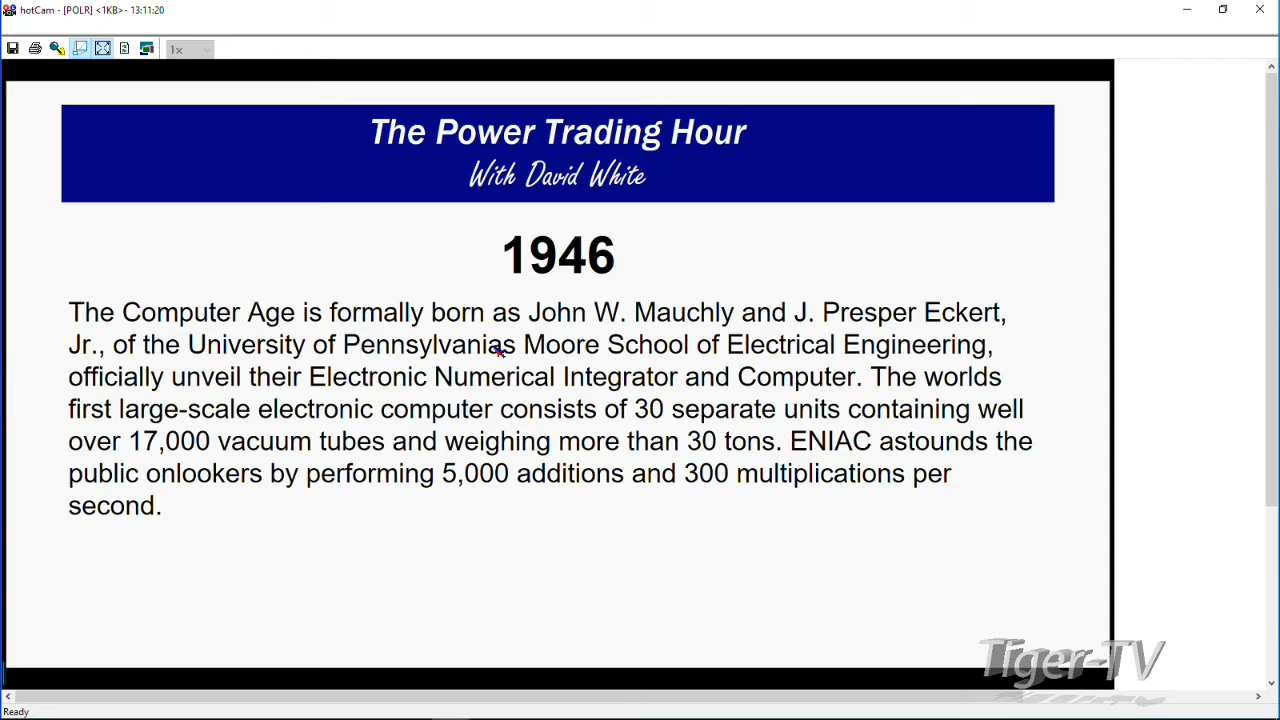 hotCam - [POLR] <1KB> - 13:11:20
1x
The Power Trading Hour
With David White
1946
The Computer Age is formally born as John W. Mauchly and J. Presper Eckert,
Jr., of the University of Pennsylvanias Moore School of Electrical Engineering,
officially unveil their Electronic Numerical Integrator and Computer. The worlds
first large-scale electronic computer consists of 30 separate units containing well
over 17,000 vacuum tubes and weighing more than 30 tons. ENIAC astounds the
public onlookers by performing 5,000 additions and 300 multiplications per
second.
Tiger-TV
Ready